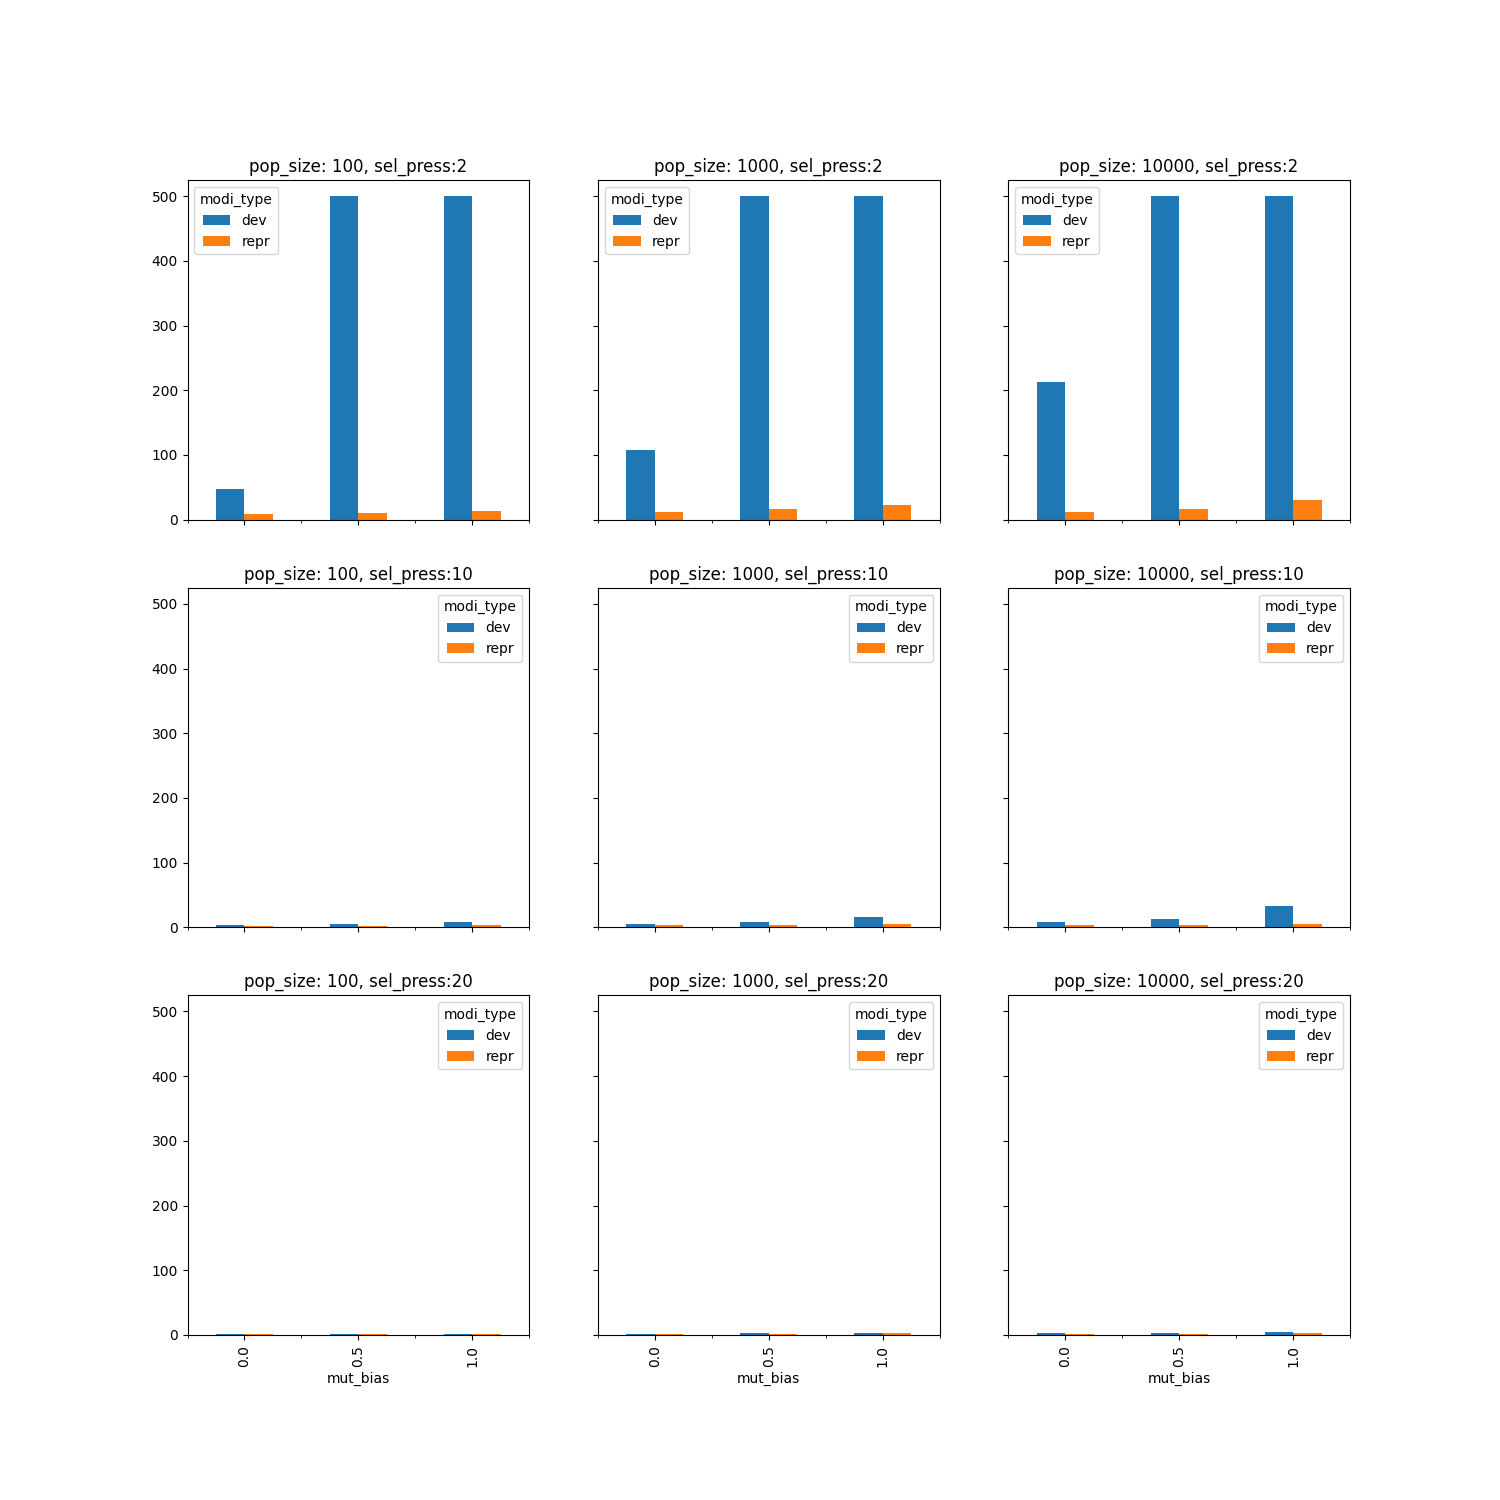 pop_size: 100, sel_press:2
500
400
300
200
100
0
modi_type
dev
repr
pop_size: 1000, sel_press:2
modi_type
dev
repr
pop_size: 10000, sel_press:2
modi_type
dev
repr
pop_size: 100, sel_press:10
500
400
300
200
100
0
modi_type
dev
repr
pop_size: 1000, sel_press:10
modi_type
dev
repr
pop_size: 10000, sel_press:10
modi_type
dev
repr
pop_size: 100, sel_press:20
500
400
300
200
100
0
modi_type
dev
repr
0.0 0.5 1.0
mut_bias
pop_size: 1000, sel_press:20
modi_type
dev
repr
0.0 0.5 1.0
mut_bias
pop_size: 10000, sel_press:20
modi_type
dev
repr
0.0 0.5 1.0
mut_bias